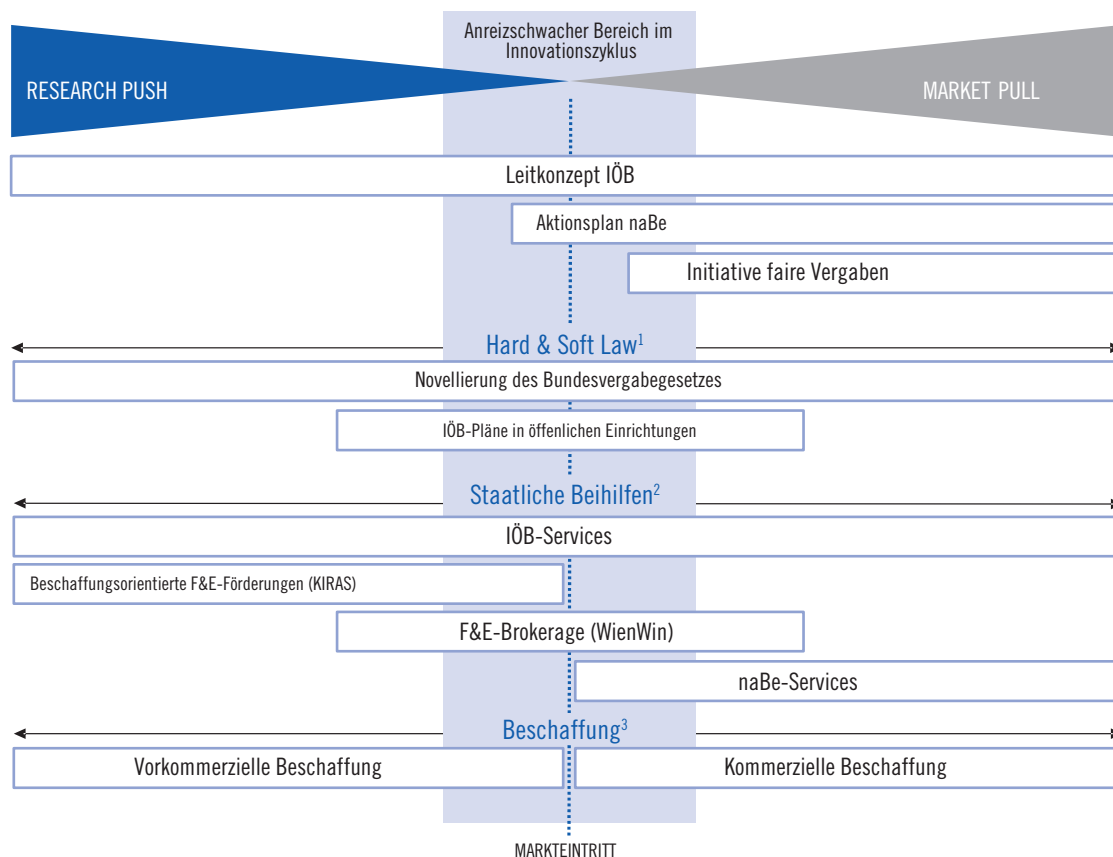 Anreizschwacher Bereich im
Innovationszyklus
RESEARCH PUSH
MARKET PULL
Leitkonzept IÖB
Aktionsplan naBe
Initiative faire Vergaben
Hard & Soft Law¹
Novellierung des Bundesvergabegesetzes
IÖB-Pläne in öffentlichen Einrichtungen
Staatliche Beihilfen²
IÖB-Services
Beschaffungsorientierte F&E-Förderungen (KIRAS)
F&E-Brokerage (WienWin)
naBe-Services
Beschaffung³
Vorkommerzielle Beschaffung
Kommerzielle Beschaffung
MARKTEINTRITT